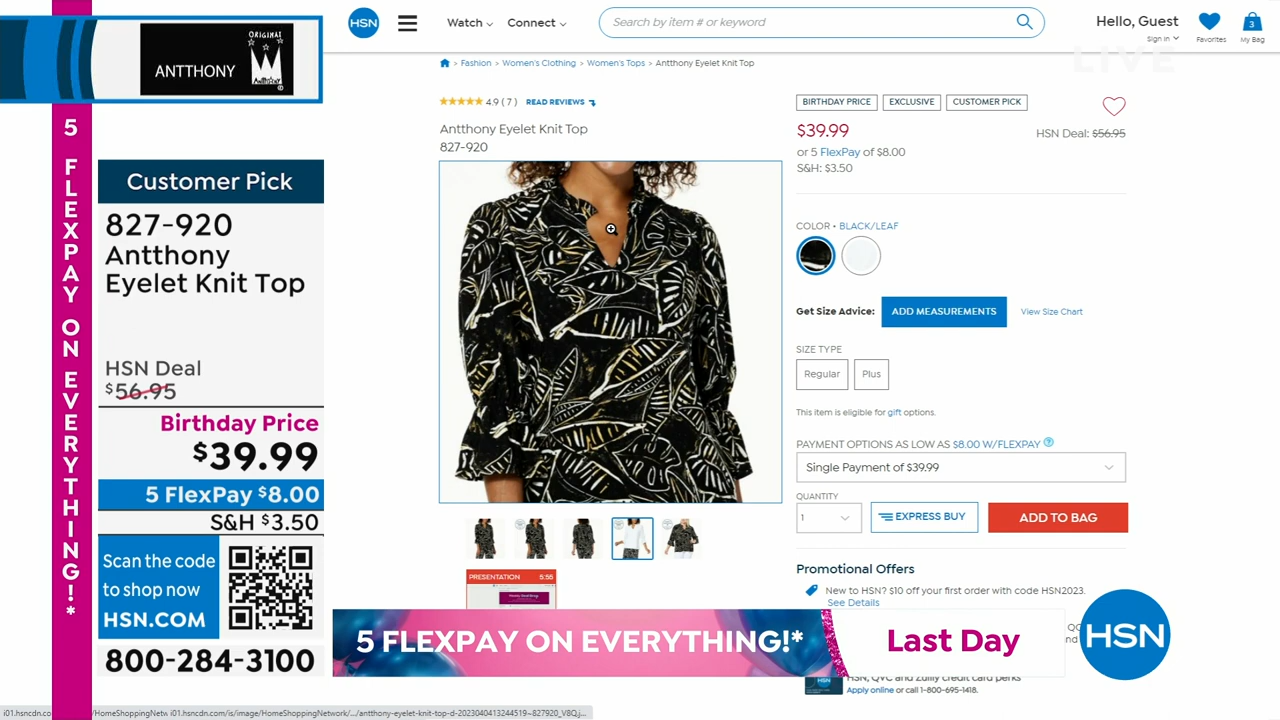 ORIGINAL
ANTTHONY
Antthony
5 FLEXPAY ON EVERYTHING!*
Customer Pick
827-920
Antthony
Eyelet Knit Top
HSN Deal
$56.95
Birthday Price
$39.99
5 FlexPay $8.00
S&H $3.50
Scan the code
to shop now
HSN.COM
800-284-3100
HSN
Watch
Connect
Search by item # or keyword
Hello, Guest
Sign In
Favorites
3
My Bag
LIVE
> Fashion > Women's Clothing > Women's Tops > Antthony Eyelet Knit Top
4.9 ( 7 ) READ REVIEWS
Antthony Eyelet Knit Top
827-920
BIRTHDAY PRICE
EXCLUSIVE
CUSTOMER PICK
$39.99
HSN Deal: $56.95
or 5 FlexPay of $8.00
S&H: $3.50
COLOR • BLACK/LEAF
Get Size Advice:
ADD MEASUREMENTS
View Size Chart
SIZE TYPE
Regular
Plus
This item is eligible for gift options.
PAYMENT OPTIONS AS LOW AS $8.00 W/FLEXPAY ?
Single Payment of $39.99
QUANTITY
1
EXPRESS BUY
ADD TO BAG
PRESENTATION 5:55
Promotional Offers
New to HSN? $10 off your first order with code HSN2023.
See Details
5 FLEXPAY ON EVERYTHING!*
Last Day
HSN
HSN, QVC and Zulily credit card perks
Apply online or call 1-800-695-1418.